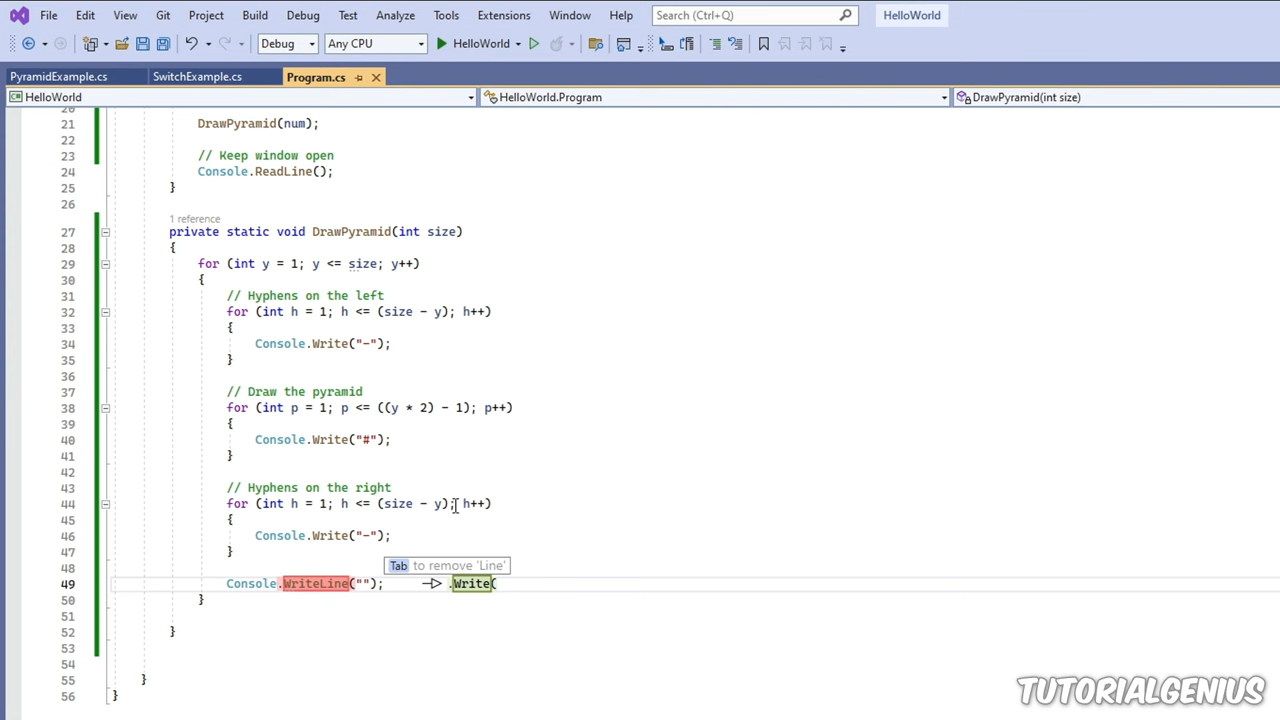 File Edit View Git Project Build Debug Test Analyze Tools Extensions Window Help Search (Ctrl+Q) HelloWorld
Debug Any CPU HelloWorld
PyramidExample.cs SwitchExample.cs Program.cs
HelloWorld HelloWorld.Program DrawPyramid(int size)
20
21 DrawPyramid(num);
22
23 // Keep window open
24 Console.ReadLine();
25 }
26
1 reference
27 private static void DrawPyramid(int size)
28 {
29 for (int y = 1; y <= size; y++)
30 {
31 // Hyphens on the left
32 for (int h = 1; h <= (size - y); h++)
33 {
34 Console.Write("-");
35 }
36
37 // Draw the pyramid
38 for (int p = 1; p <= ((y * 2) - 1); p++)
39 {
40 Console.Write("#");
41 }
42
43 // Hyphens on the right
44 for (int h = 1; h <= (size - y); h++)
45 {
46 Console.Write("-");
47 }
Tab to remove 'Line'
48
49 Console.WriteLine(""); .Write(
50 }
51
52 }
53
54
55 }
56 }
TUTORIALGENIUS